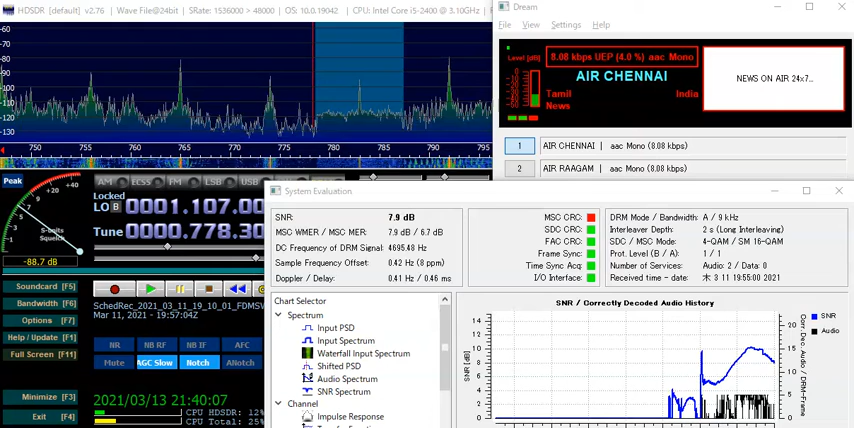 HDSDR [default] v2.76 | Wave File@24bit | SRate: 1536000 > 48000 | OS: 10.0.19042 | CPU: Intel Core i5-2400 @ 3.10GHz
-60
-70
-80
-90
-100
-110
-120
-130
750 755 760 765 770 775 780 785 790 795
Peak
+20 +40
S-Units
Squelch
-88.7 dB
AM ECSS FM LSB USB
Locked
LO B 0001.107.00
Tune 0000.778.30
Soundcard [F5]
Bandwidth [F6]
Options [F7]
Help / Update [F1]
Full Screen [F11]
Minimize [F3]
Exit [F4]
SchedRec_2021_03_11_19_10_01_FDMSV
Mar 11, 2021 - 19:57:04Z
NR NB RF NB IF AFC
Mute AGC Slow Notch ANotch
2021/03/13 21:40:07
CPU HDSDR: 12%
CPU Total: 25%
Dream
File View Settings Help
Level [dB]
8.08 kbps UEP (4.0 %) aac Mono
AIR CHENNAI
Tamil India
News
NEWS ON AIR 24x7...
1 AIR CHENNAI | aac Mono (8.08 kbps)
2 AIR RAAGAM | aac Mono (8.08 kbps)
System Evaluation
SNR: 7.9 dB
MSC WMER / MSC MER: 7.9 dB / 6.7 dB
DC Frequency of DRM Signal: 4695.48 Hz
Sample Frequency Offset: 0.42 Hz (8 ppm)
Doppler / Delay: 0.41 Hz / 0.46 ms
MSC CRC:
SDC CRC:
FAC CRC:
Frame Sync:
Time Sync Acq:
I/O Interface:
DRM Mode / Bandwidth: A / 9 kHz
Interleaver Depth: 2 s (Long Interleaving)
SDC / MSC Mode: 4-QAM / SM 16-QAM
Prot. Level (B / A): 1 / 1
Number of Services: Audio: 2 / Data: 0
Received time - date: 木 3 11 19:55:00 2021
Chart Selector
Spectrum
Input PSD
Input Spectrum
Waterfall Input Spectrum
Shifted PSD
Audio Spectrum
SNR Spectrum
Channel
Impulse Response
SNR / Correctly Decoded Audio History
SNR [dB]
14
12
10
8
6
4
2
0
20
15
10
5
0
Corr. Dec. Audio / DRM-Frame
SNR
Audio